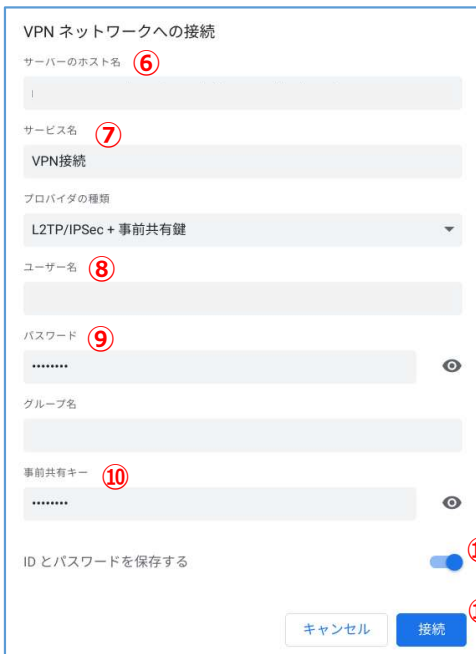 VPN ネットワークへの接続
サーバーのホスト名 ⑥
サービス名 ⑦
VPN接続
プロバイダの種類
L2TP/IPSec + 事前共有鍵
ユーザー名 ⑧
パスワード ⑨
••••••••
グループ名
事前共有キー ⑩
••••••••
ID とパスワードを保存する
キャンセル 接続